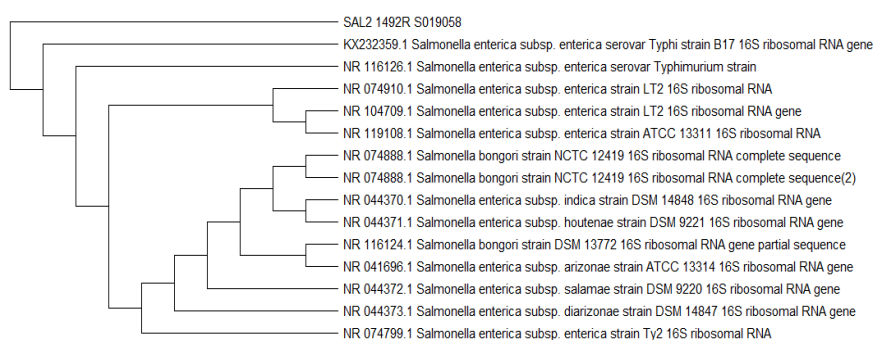 SAL2 1492R S019058
KX232359.1 Salmonella enterica subsp. enterica serovar Typhi strain B17 16S ribosomal RNA gene
NR 116126.1 Salmonella enterica subsp. enterica serovar Typhimurium strain
NR 074910.1 Salmonella enterica subsp. enterica strain LT2 16S ribosomal RNA
NR 104709.1 Salmonella enterica subsp. enterica strain LT2 16S ribosomal RNA gene
NR 119108.1 Salmonella enterica subsp. enterica strain ATCC 13311 16S ribosomal RNA
NR 074888.1 Salmonella bongori strain NCTC 12419 16S ribosomal RNA complete sequence
NR 074888.1 Salmonella bongori strain NCTC 12419 16S ribosomal RNA complete sequence(2)
NR 044370.1 Salmonella enterica subsp. indica strain DSM 14848 16S ribosomal RNA gene
NR 044371.1 Salmonella enterica subsp. houtenae strain DSM 9221 16S ribosomal RNA gene
NR 116124.1 Salmonella bongori strain DSM 13772 16S ribosomal RNA gene partial sequence
NR 041696.1 Salmonella enterica subsp. arizonae strain ATCC 13314 16S ribosomal RNA gene
NR 044372.1 Salmonella enterica subsp. salamae strain DSM 9220 16S ribosomal RNA gene
NR 044373.1 Salmonella enterica subsp. diarizonae strain DSM 14847 16S ribosomal RNA gene
NR 074799.1 Salmonella enterica subsp. enterica strain Ty2 16S ribosomal RNA